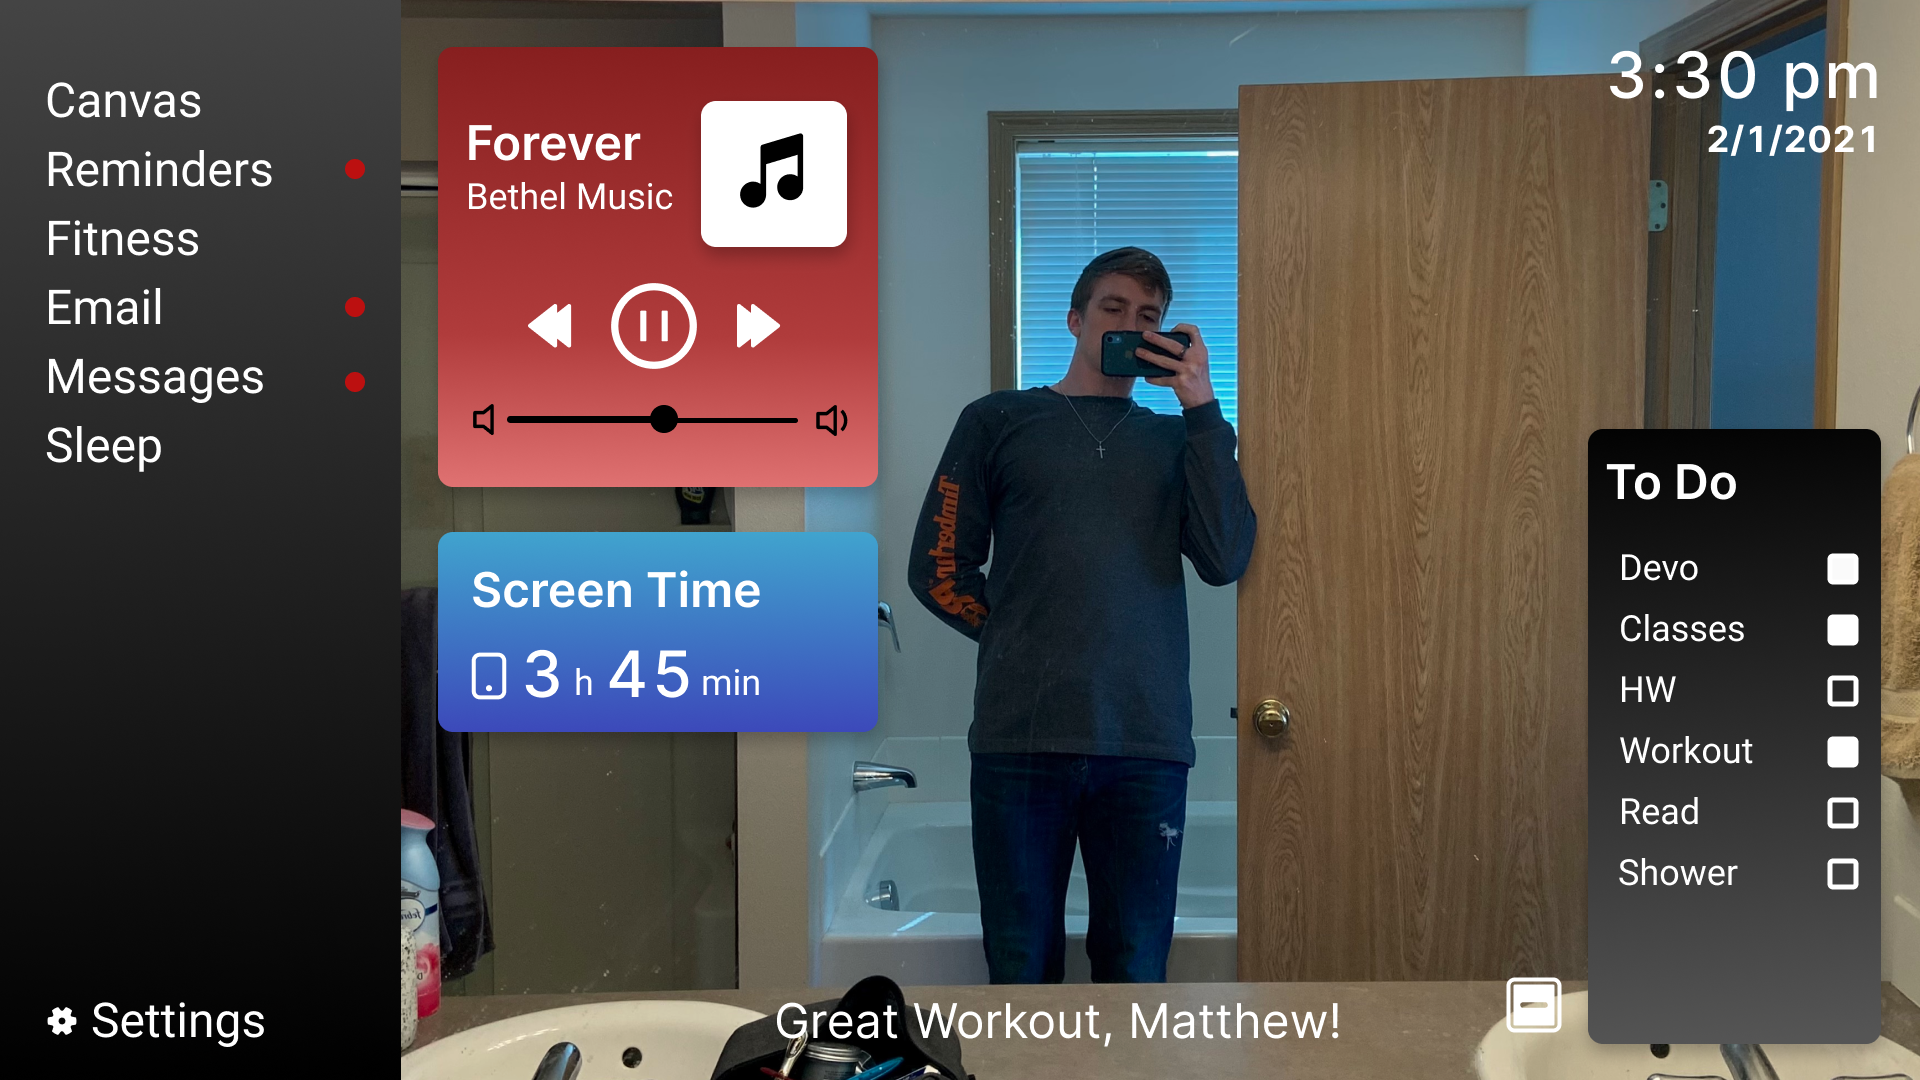 Canvas
Reminders
Fitness
Email
Messages
Sleep
Settings
Forever
Bethel Music
Screen Time
3 h 45 min
3:30 pm
2/1/2021
Timberland
To Do
Devo
Classes
HW
Workout
Read
Shower
Great Workout, Matthew!